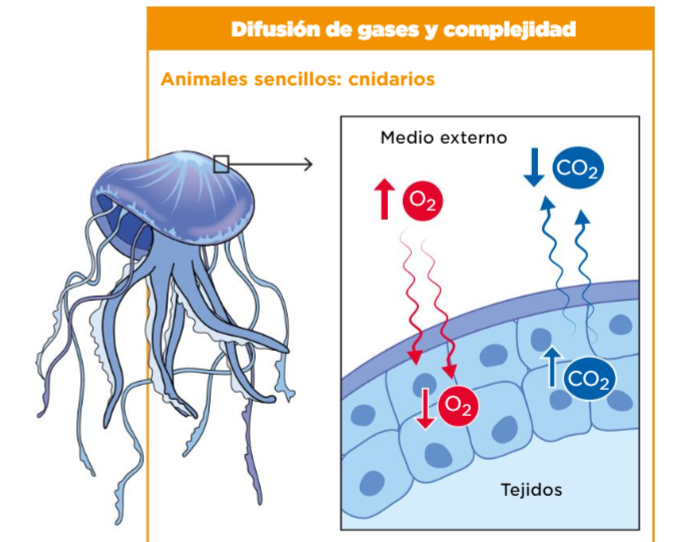 Difusión de gases y complejidad
Animales sencillos: cnidarios
Medio externo
CO₂
O₂
CO₂
O₂
Tejidos